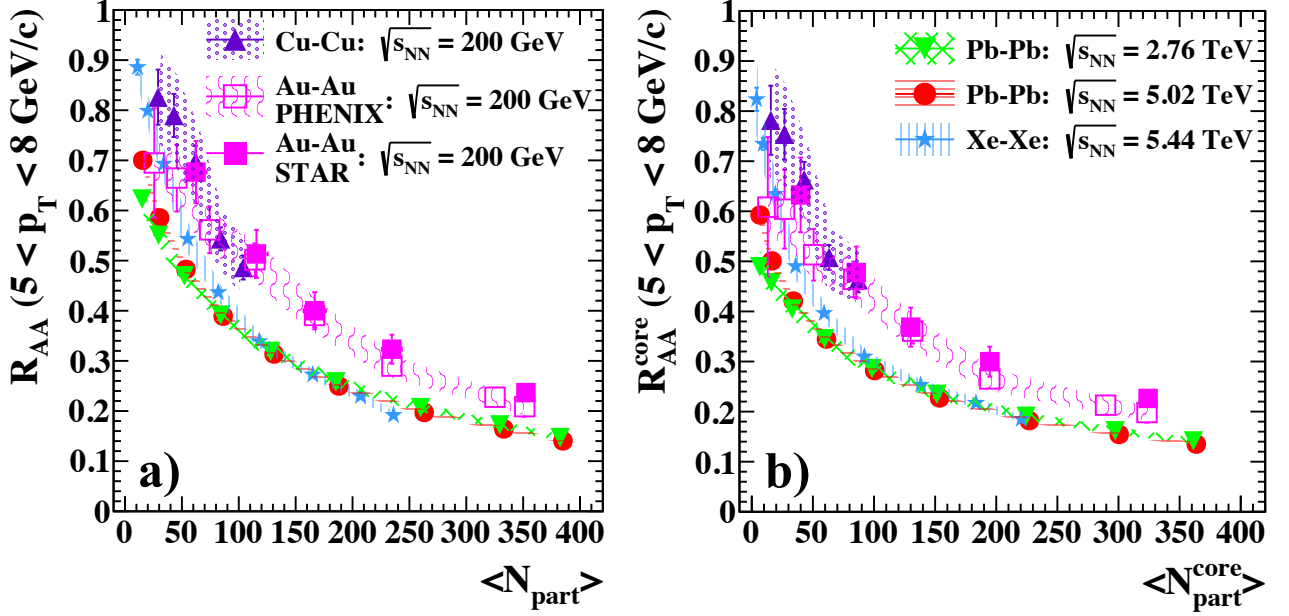 R_AA (5 < p_T < 8 GeV/c)
1
0.9
0.8
0.7
0.6
0.5
0.4
0.3
0.2
0.1
0
Cu-Cu: √s_NN = 200 GeV
Au-Au
PHENIX : √s_NN = 200 GeV
Au-Au
STAR : √s_NN = 200 GeV
a)
0 50 100 150 200 250 300 350 400
<N_part>
R_AA^core (5 < p_T < 8 GeV/c)
1
0.9
0.8
0.7
0.6
0.5
0.4
0.3
0.2
0.1
0
Pb-Pb: √s_NN = 2.76 TeV
Pb-Pb: √s_NN = 5.02 TeV
Xe-Xe: √s_NN = 5.44 TeV
b)
0 50 100 150 200 250 300 350 400
<N_part^core>